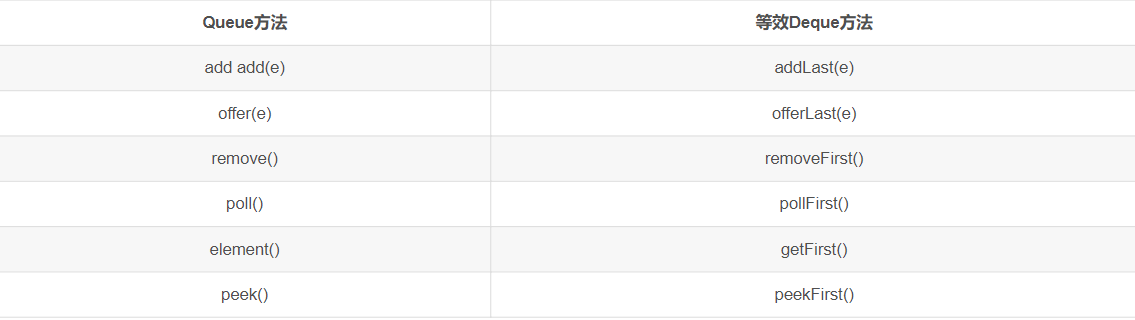 Queue方法 等效Deque方法
add add(e) addLast(e)
offer(e) offerLast(e)
remove() removeFirst()
poll() pollFirst()
element() getFirst()
peek() peekFirst()